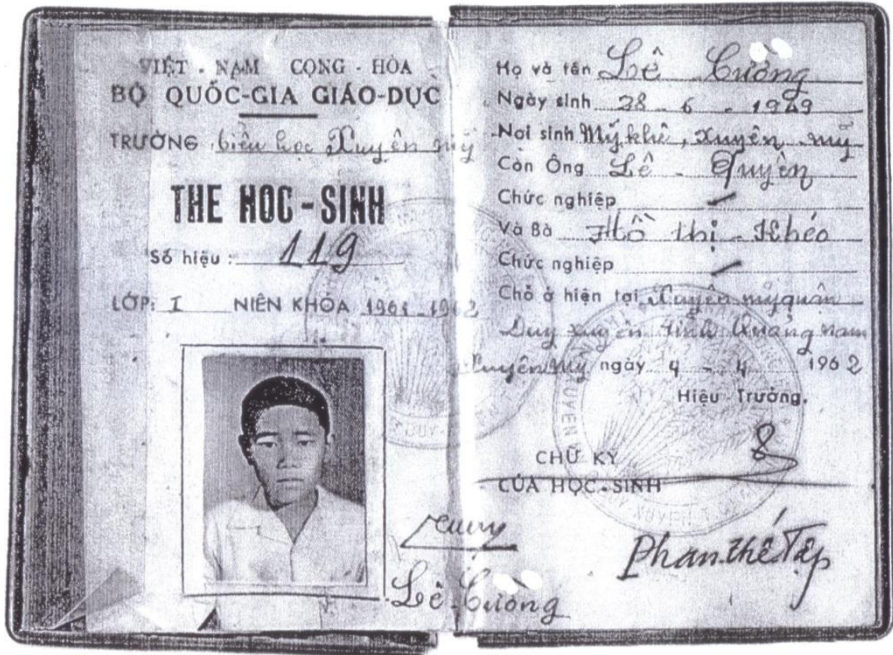 VIỆT - NAM CỘNG - HÒA
BỘ QUỐC-GIA GIÁO-DỤC
TRƯỜNG tiểu học Xuyên Mỹ
THE HOC-SINH
Số hiệu : 119
LỚP: I NIÊN KHÓA 1961 1962
Lê Cường
Họ và tên Lê Cường
Ngày sinh 28 - 6 - 1949
Nơi sinh Mỹ khê, Xuyên mỹ
Con Ông Lê - Quyện
Chức nghiệp
Và Bà Hồ thị - Khéo
Chức nghiệp
Chỗ ở hiện tại Xuyên mỹ quận
Duy xuyên tỉnh Quảng nam
Xuyên Mỹ ngày 4 - 4 1962
Hiệu Trưởng.
CHỮ KÝ
CỦA HỌC-SINH
Phan thế Tập